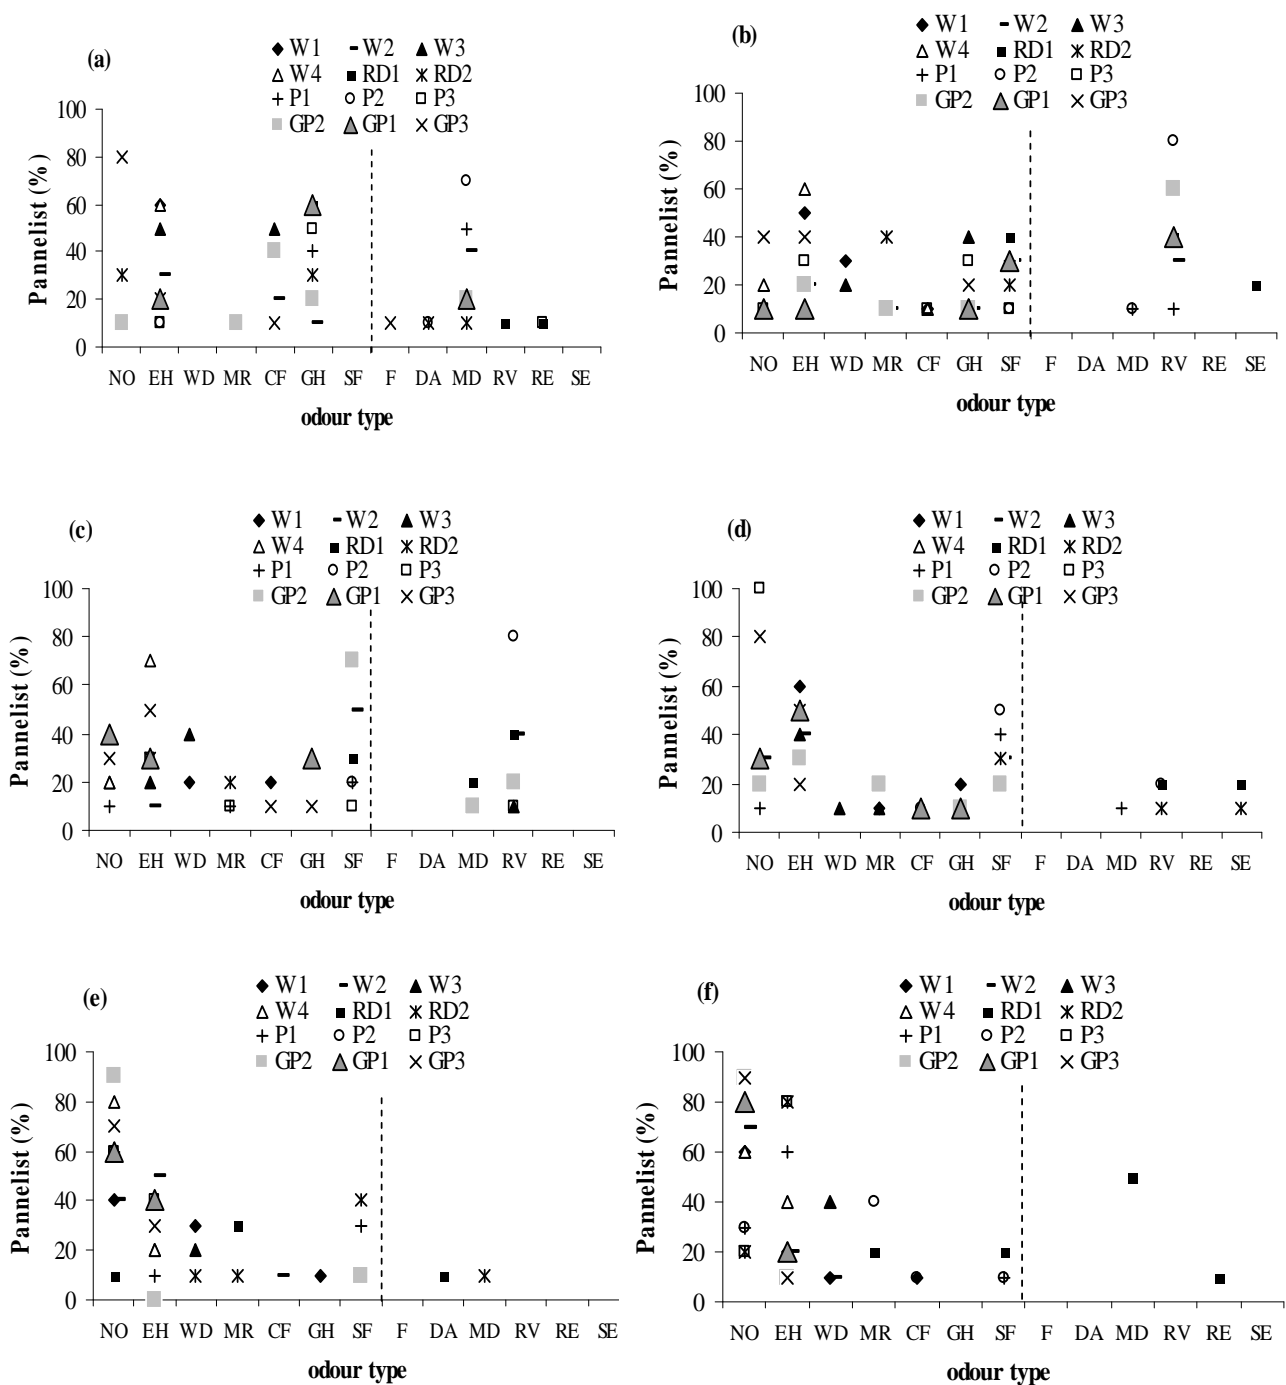 (a)
W1 W2 W3
W4 RD1 RD2
P1 P2 P3
GP2 GP1 GP3
Pannelist (%)
100
80
60
40
20
0
NO EH WD MR CF GH SF F DA MD RV RE SE
odour type
(b)
W1 W2 W3
W4 RD1 RD2
P1 P2 P3
GP2 GP1 GP3
Pannelist (%)
100
80
60
40
20
0
NO EH WD MR CF GH SF F DA MD RV RE SE
odour type
(c)
W1 W2 W3
W4 RD1 RD2
P1 P2 P3
GP2 GP1 GP3
Pannelist (%)
100
80
60
40
20
0
NO EH WD MR CF GH SF F DA MD RV RE SE
odour type
(d)
W1 W2 W3
W4 RD1 RD2
P1 P2 P3
GP2 GP1 GP3
Pannelist (%)
100
80
60
40
20
0
NO EH WD MR CF GH SF F DA MD RV RE SE
odour type
(e)
W1 W2 W3
W4 RD1 RD2
P1 P2 P3
GP2 GP1 GP3
Pannelist (%)
100
80
60
40
20
0
NO EH WD MR CF GH SF F DA MD RV RE SE
odour type
(f)
W1 W2 W3
W4 RD1 RD2
P1 P2 P3
GP2 GP1 GP3
Pannelist (%)
100
80
60
40
20
0
NO EH WD MR CF GH SF F DA MD RV RE SE
odour type